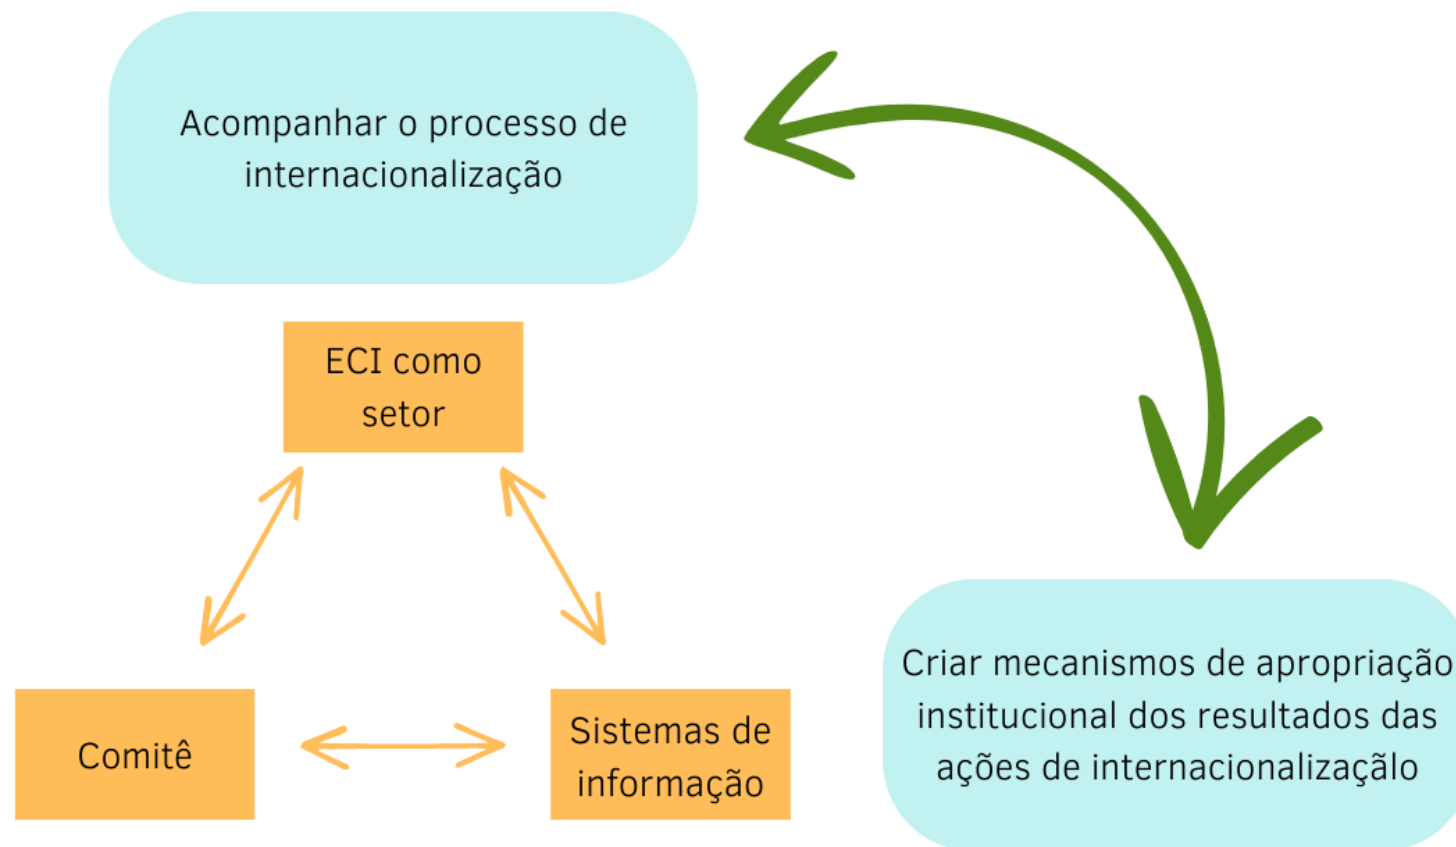 Acompanhar o processo de
internacionalização
ECI como
setor
Comitê
Sistemas de
informação
Criar mecanismos de apropriação
institucional dos resultados das
ações de internacionalizaçãlo